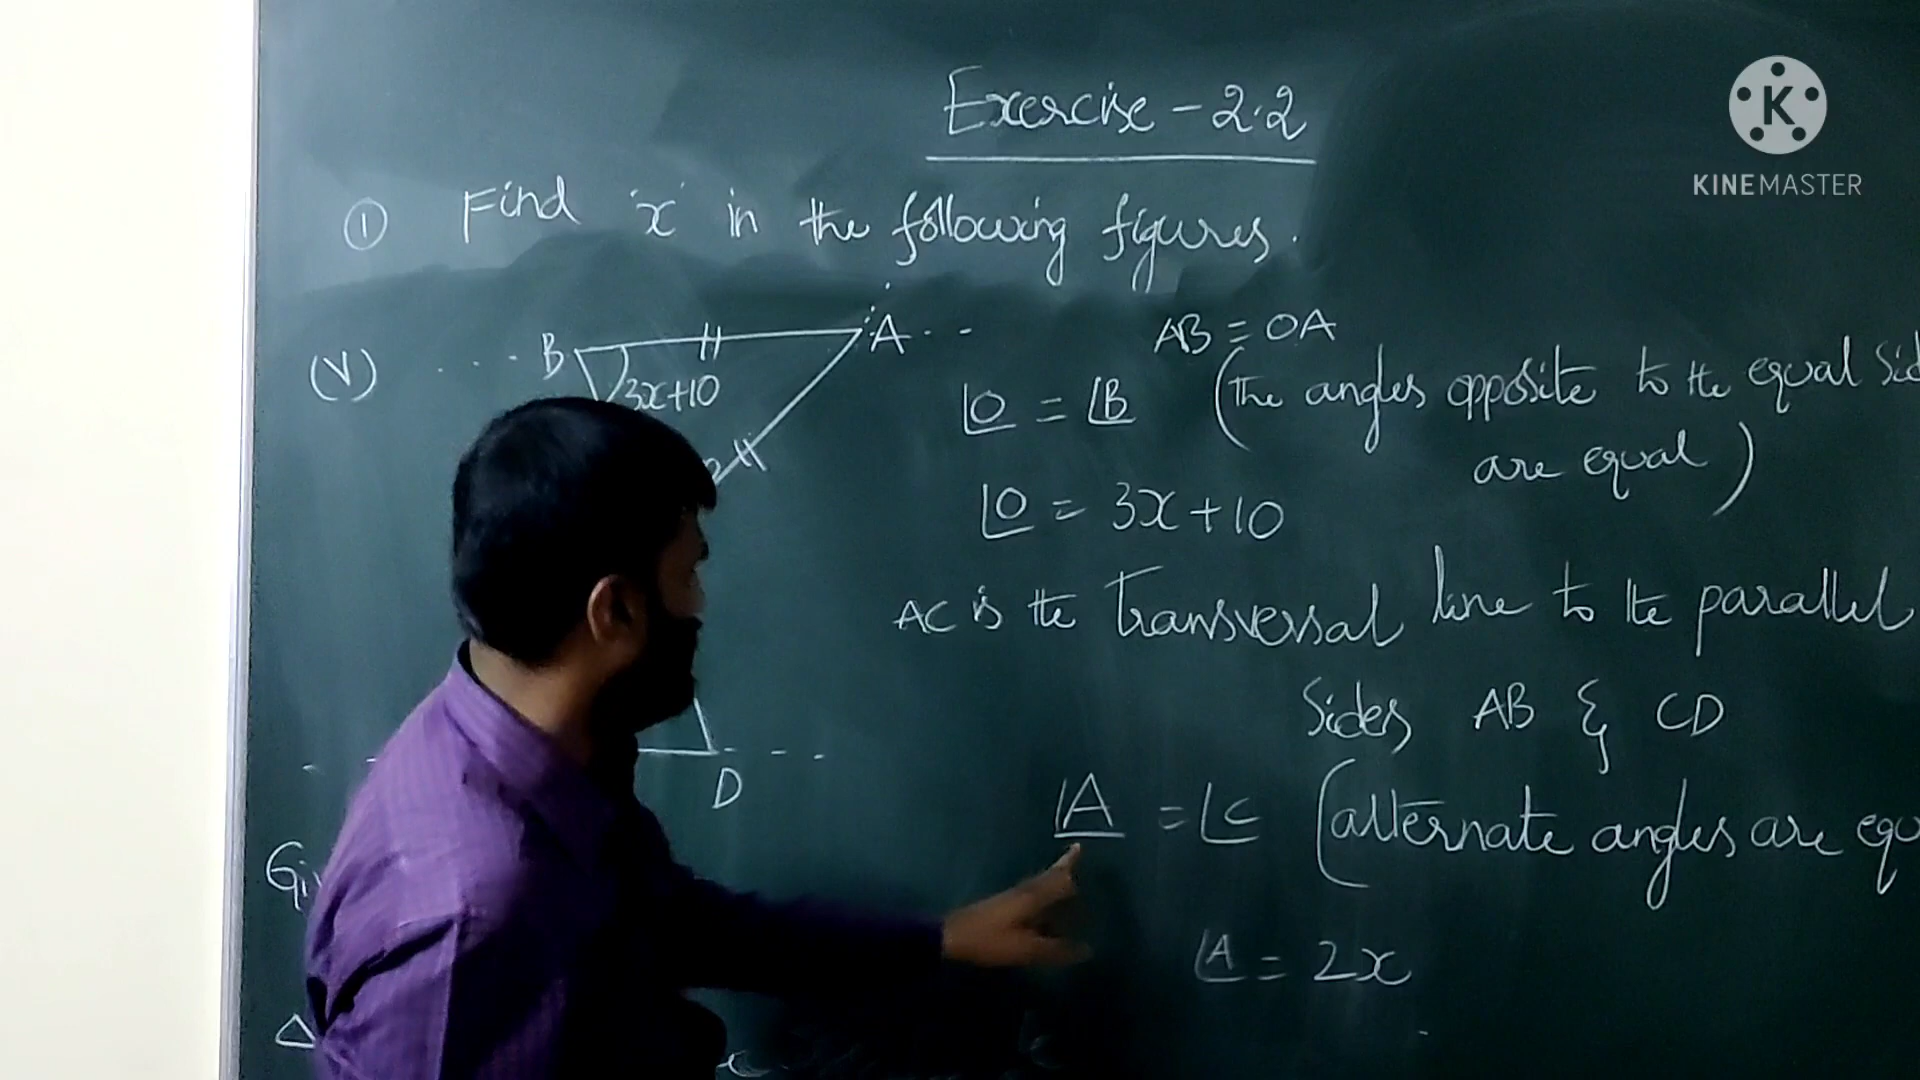 Exercise - 2.2
① Find 'x' in the following figures.
KINEMASTER
(V)
B
A
3x+10
AB = OA
∠O = ∠B (The angles opposite to the equal Sid
are equal)
∠O = 3x+10
AC is the Transversal line to the parallel
Sides AB & CD
D
∠A = ∠C (alternate angles are equ
∠A = 2x
Gi
Δ